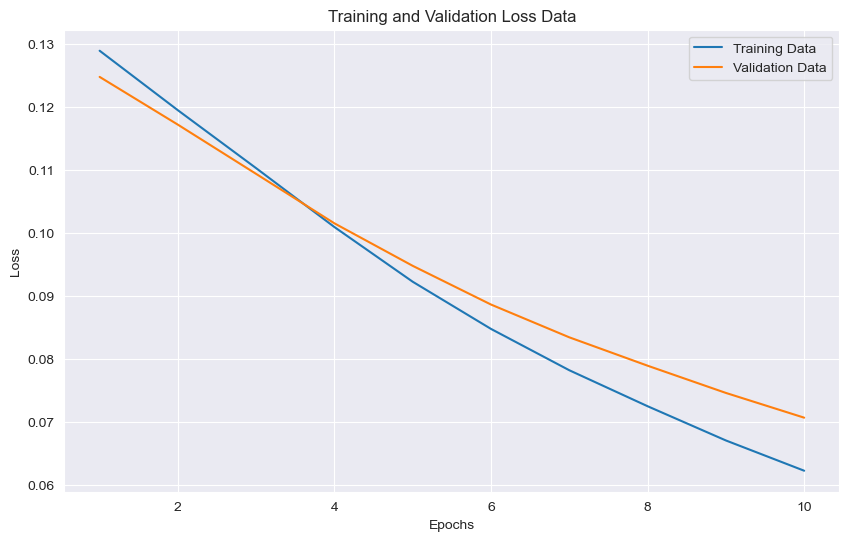 Training and Validation Loss Data
Training Data
Validation Data
0.13
0.12
0.11
0.10
0.09
0.08
0.07
0.06
Loss
2 4 6 8 10
Epochs